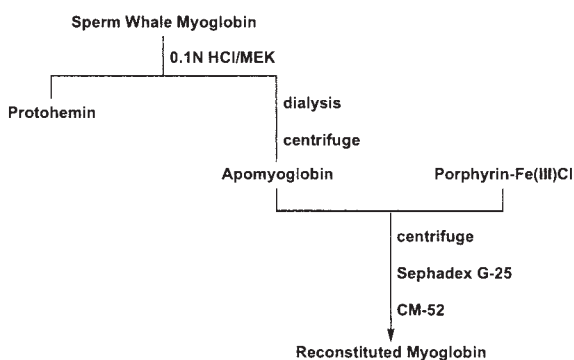 Sperm Whale Myoglobin
0.1N HCl/MEK
Protohemin
dialysis
centrifuge
Apomyoglobin
Porphyrin-Fe(III)Cl
centrifuge
Sephadex G-25
CM-52
Reconstituted Myoglobin